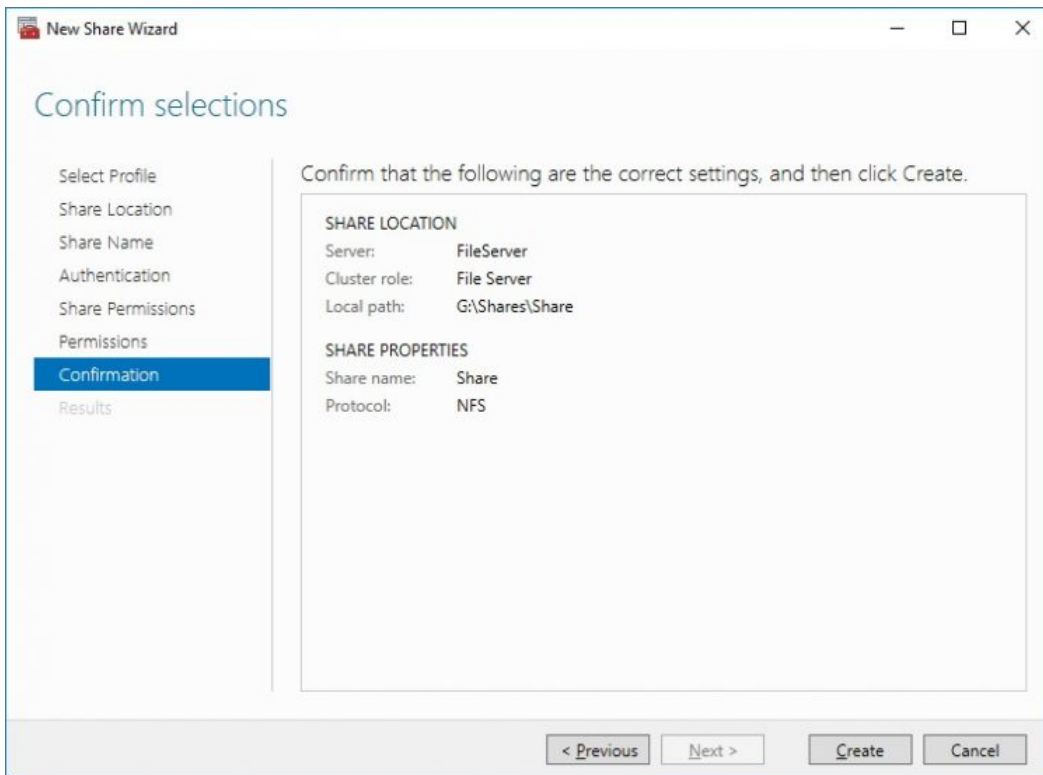 New Share Wizard
Confirm selections
Select Profile
Share Location
Share Name
Authentication
Share Permissions
Permissions
Confirmation
Results
Confirm that the following are the correct settings, and then click Create.
SHARE LOCATION
Server: FileServer
Cluster role: File Server
Local path: G:\Shares\Share
SHARE PROPERTIES
Share name: Share
Protocol: NFS
< Previous Next > Create Cancel